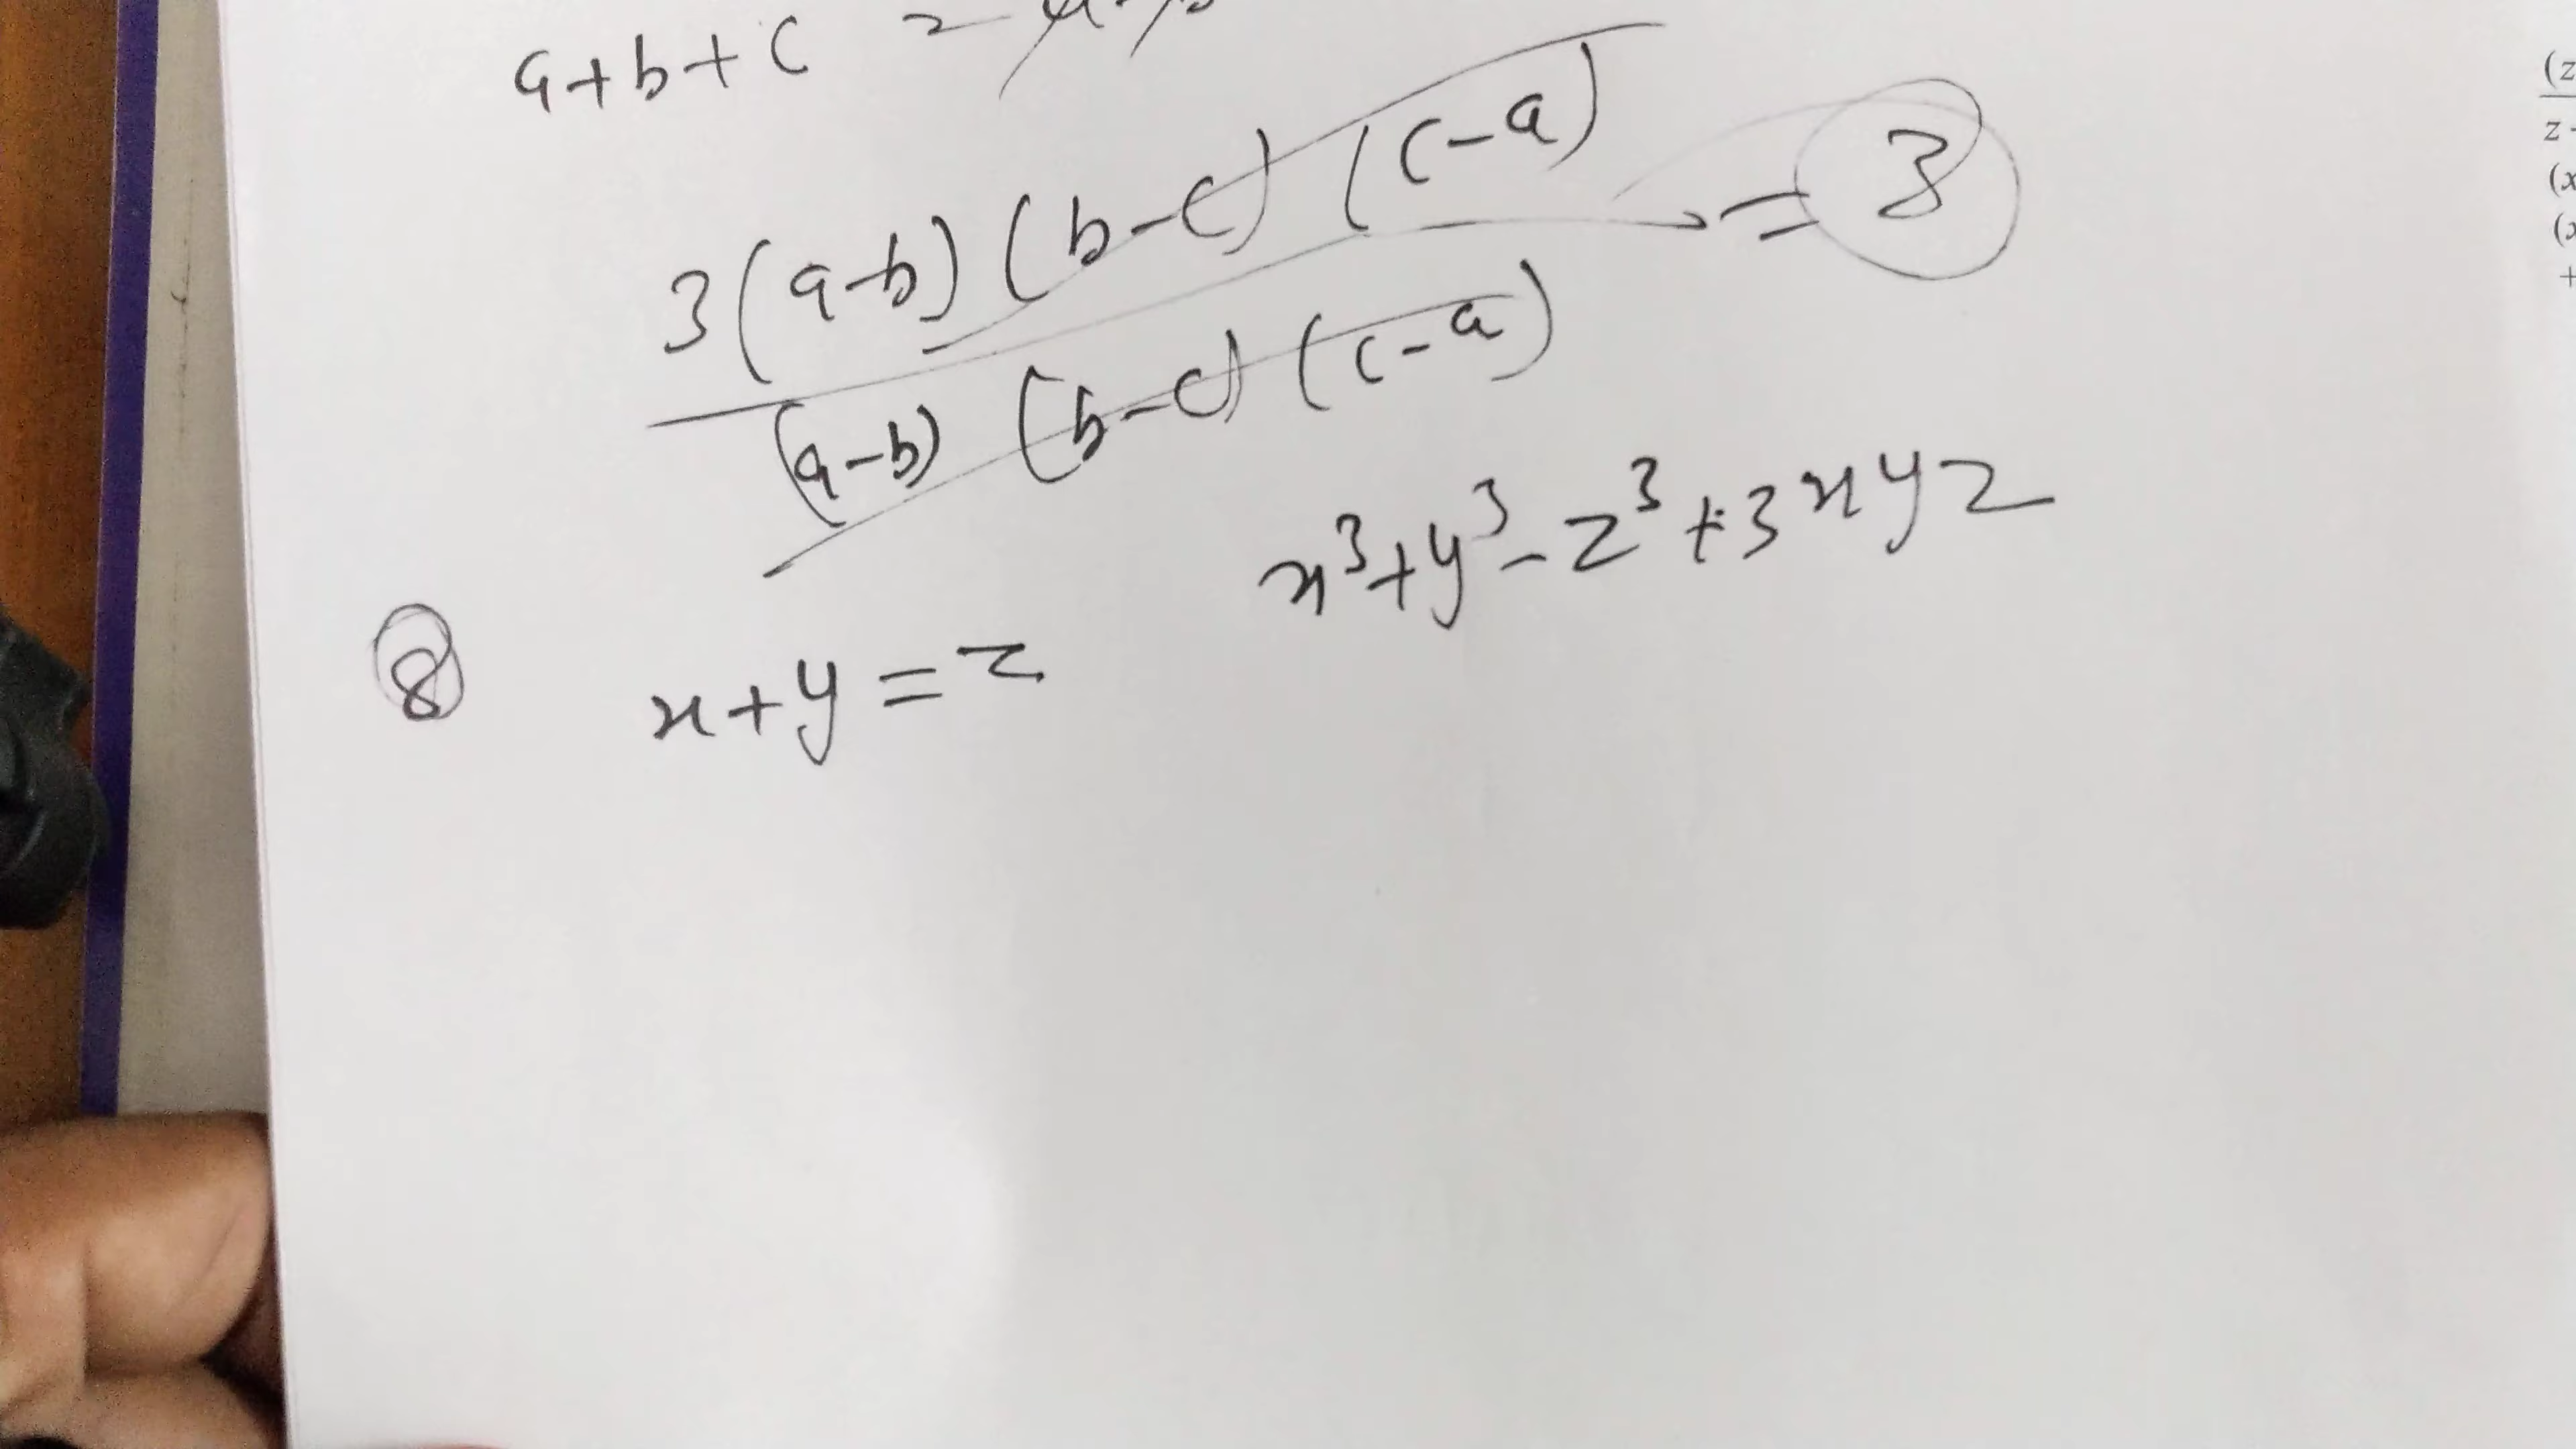 a+b+c =
3(a-b)(b-c)(c-a)
(a-b)(b-c)(c-a)
= 3
x³+y³-z³+3xyz
8 x+y=z
(z
z-
(x
(x
+